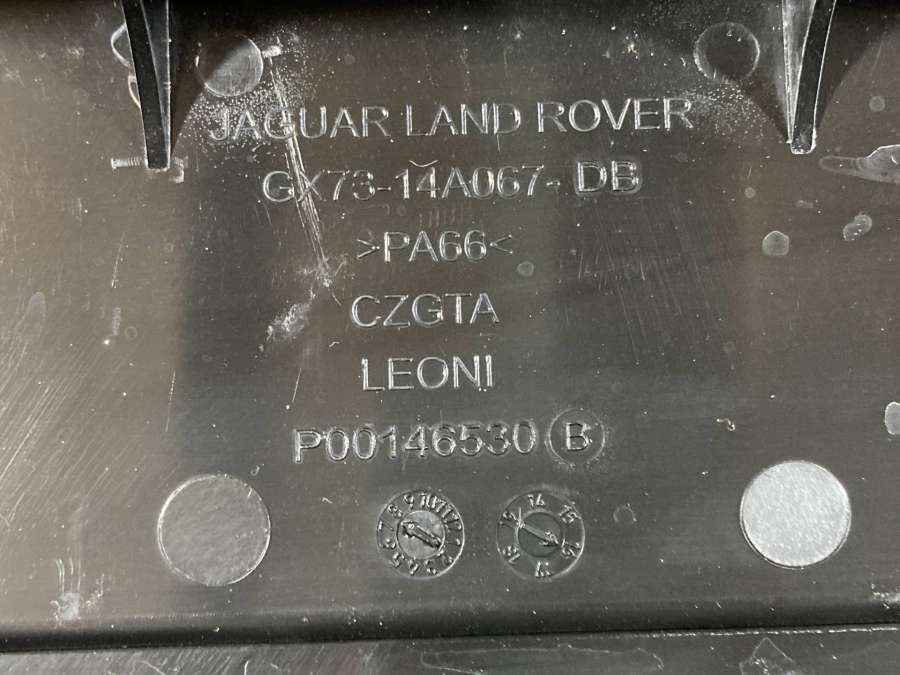 JAGUAR LAND ROVER
GX73-14A067-DB
>PA66<
CZGTA
LEONI
P00146530 B